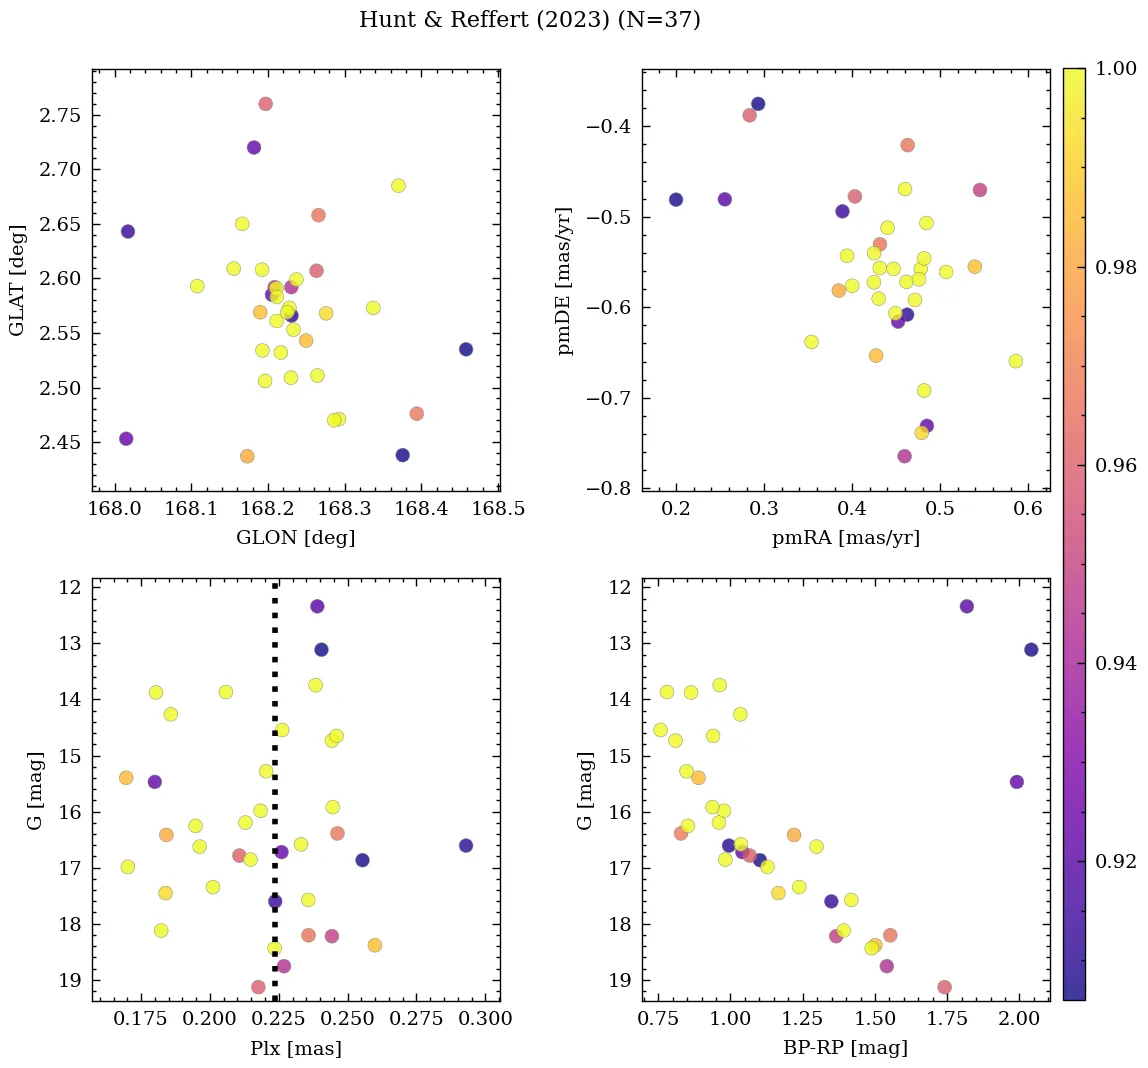 Hunt & Reffert (2023) (N=37)
2.75
2.70
2.65
2.60
2.55
2.50
2.45
GLAT [deg]
168.0 168.1 168.2 168.3 168.4 168.5
GLON [deg]
−0.4
−0.5
−0.6
−0.7
−0.8
pmDE [mas/yr]
0.2 0.3 0.4 0.5 0.6
pmRA [mas/yr]
12
13
14
15
16
17
18
19
G [mag]
0.175 0.200 0.225 0.250 0.275 0.300
Plx [mas]
12
13
14
15
16
17
18
19
G [mag]
0.75 1.00 1.25 1.50 1.75 2.00
BP-RP [mag]
1.00
0.98
0.96
0.94
0.92